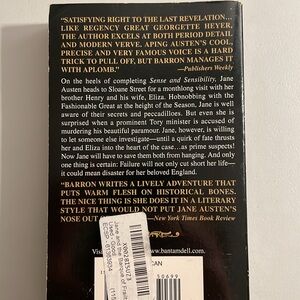 "SATISFYING RIGHT TO THE LAST REVELATION...
LIKE REGENCY GREAT GEORGETTE HEYER,
THE AUTHOR EXCELS AT BOTH PERIOD DETAIL
AND MODERN VERVE. APING AUSTEN'S COOL,
PRECISE AND VERY FAMOUS VOICE IS A HARD
TRICK TO PULL OFF, BUT BARRON MANAGES IT
WITH APLOMB."
—Publishers Weekly
On the heels of completing Sense and Sensibility, Jane
Austen heads to Sloane Street for a monthlong visit with her
brother Henry and his wife, Eliza. Hobnobbing with the
Fashionable Great at the height of the Season, Jane is well
aware of their secrets and peccadilloes. But even she is
surprised when a prominent Tory minister is accused of
murdering his beautiful paramour. Jane, however, is willing
to let someone else investigate—until a quick of fate thrusts
her and Eliza into the heart of the case...as prime suspects!
Now Jane will have to save them both from hanging. And only
one thing is certain: Failure will not only cut short her life—
it could mean disaster for her beloved England.
"BARRON WRITES A LIVELY ADVENTURE THAT
PUTS WARM FLESH ON HISTORICAL BONES.
THE NICE THING IS SHE DOES IT IN A LITERARY
STYLE THAT WOULD NOT PUT JANE AUSTEN'S
NOSE OUT
New York Times Book Review
www.bantamdell.com
50699